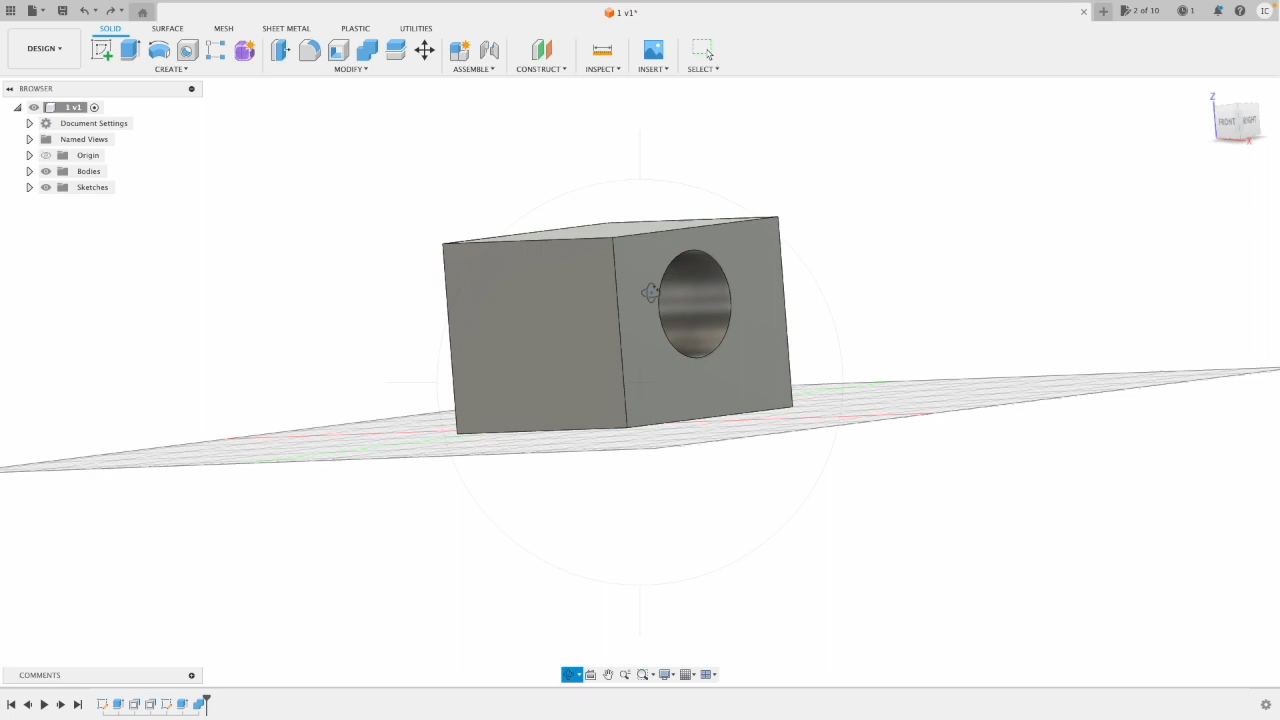 1 v1*
2 of 10
1
IC
DESIGN
SOLID
SURFACE
MESH
SHEET METAL
PLASTIC
UTILITIES
CREATE
MODIFY
ASSEMBLE
CONSTRUCT
INSPECT
INSERT
SELECT
BROWSER
1 v1
Document Settings
Named Views
Origin
Bodies
Sketches
Z
FRONT
RIGHT
X
COMMENTS